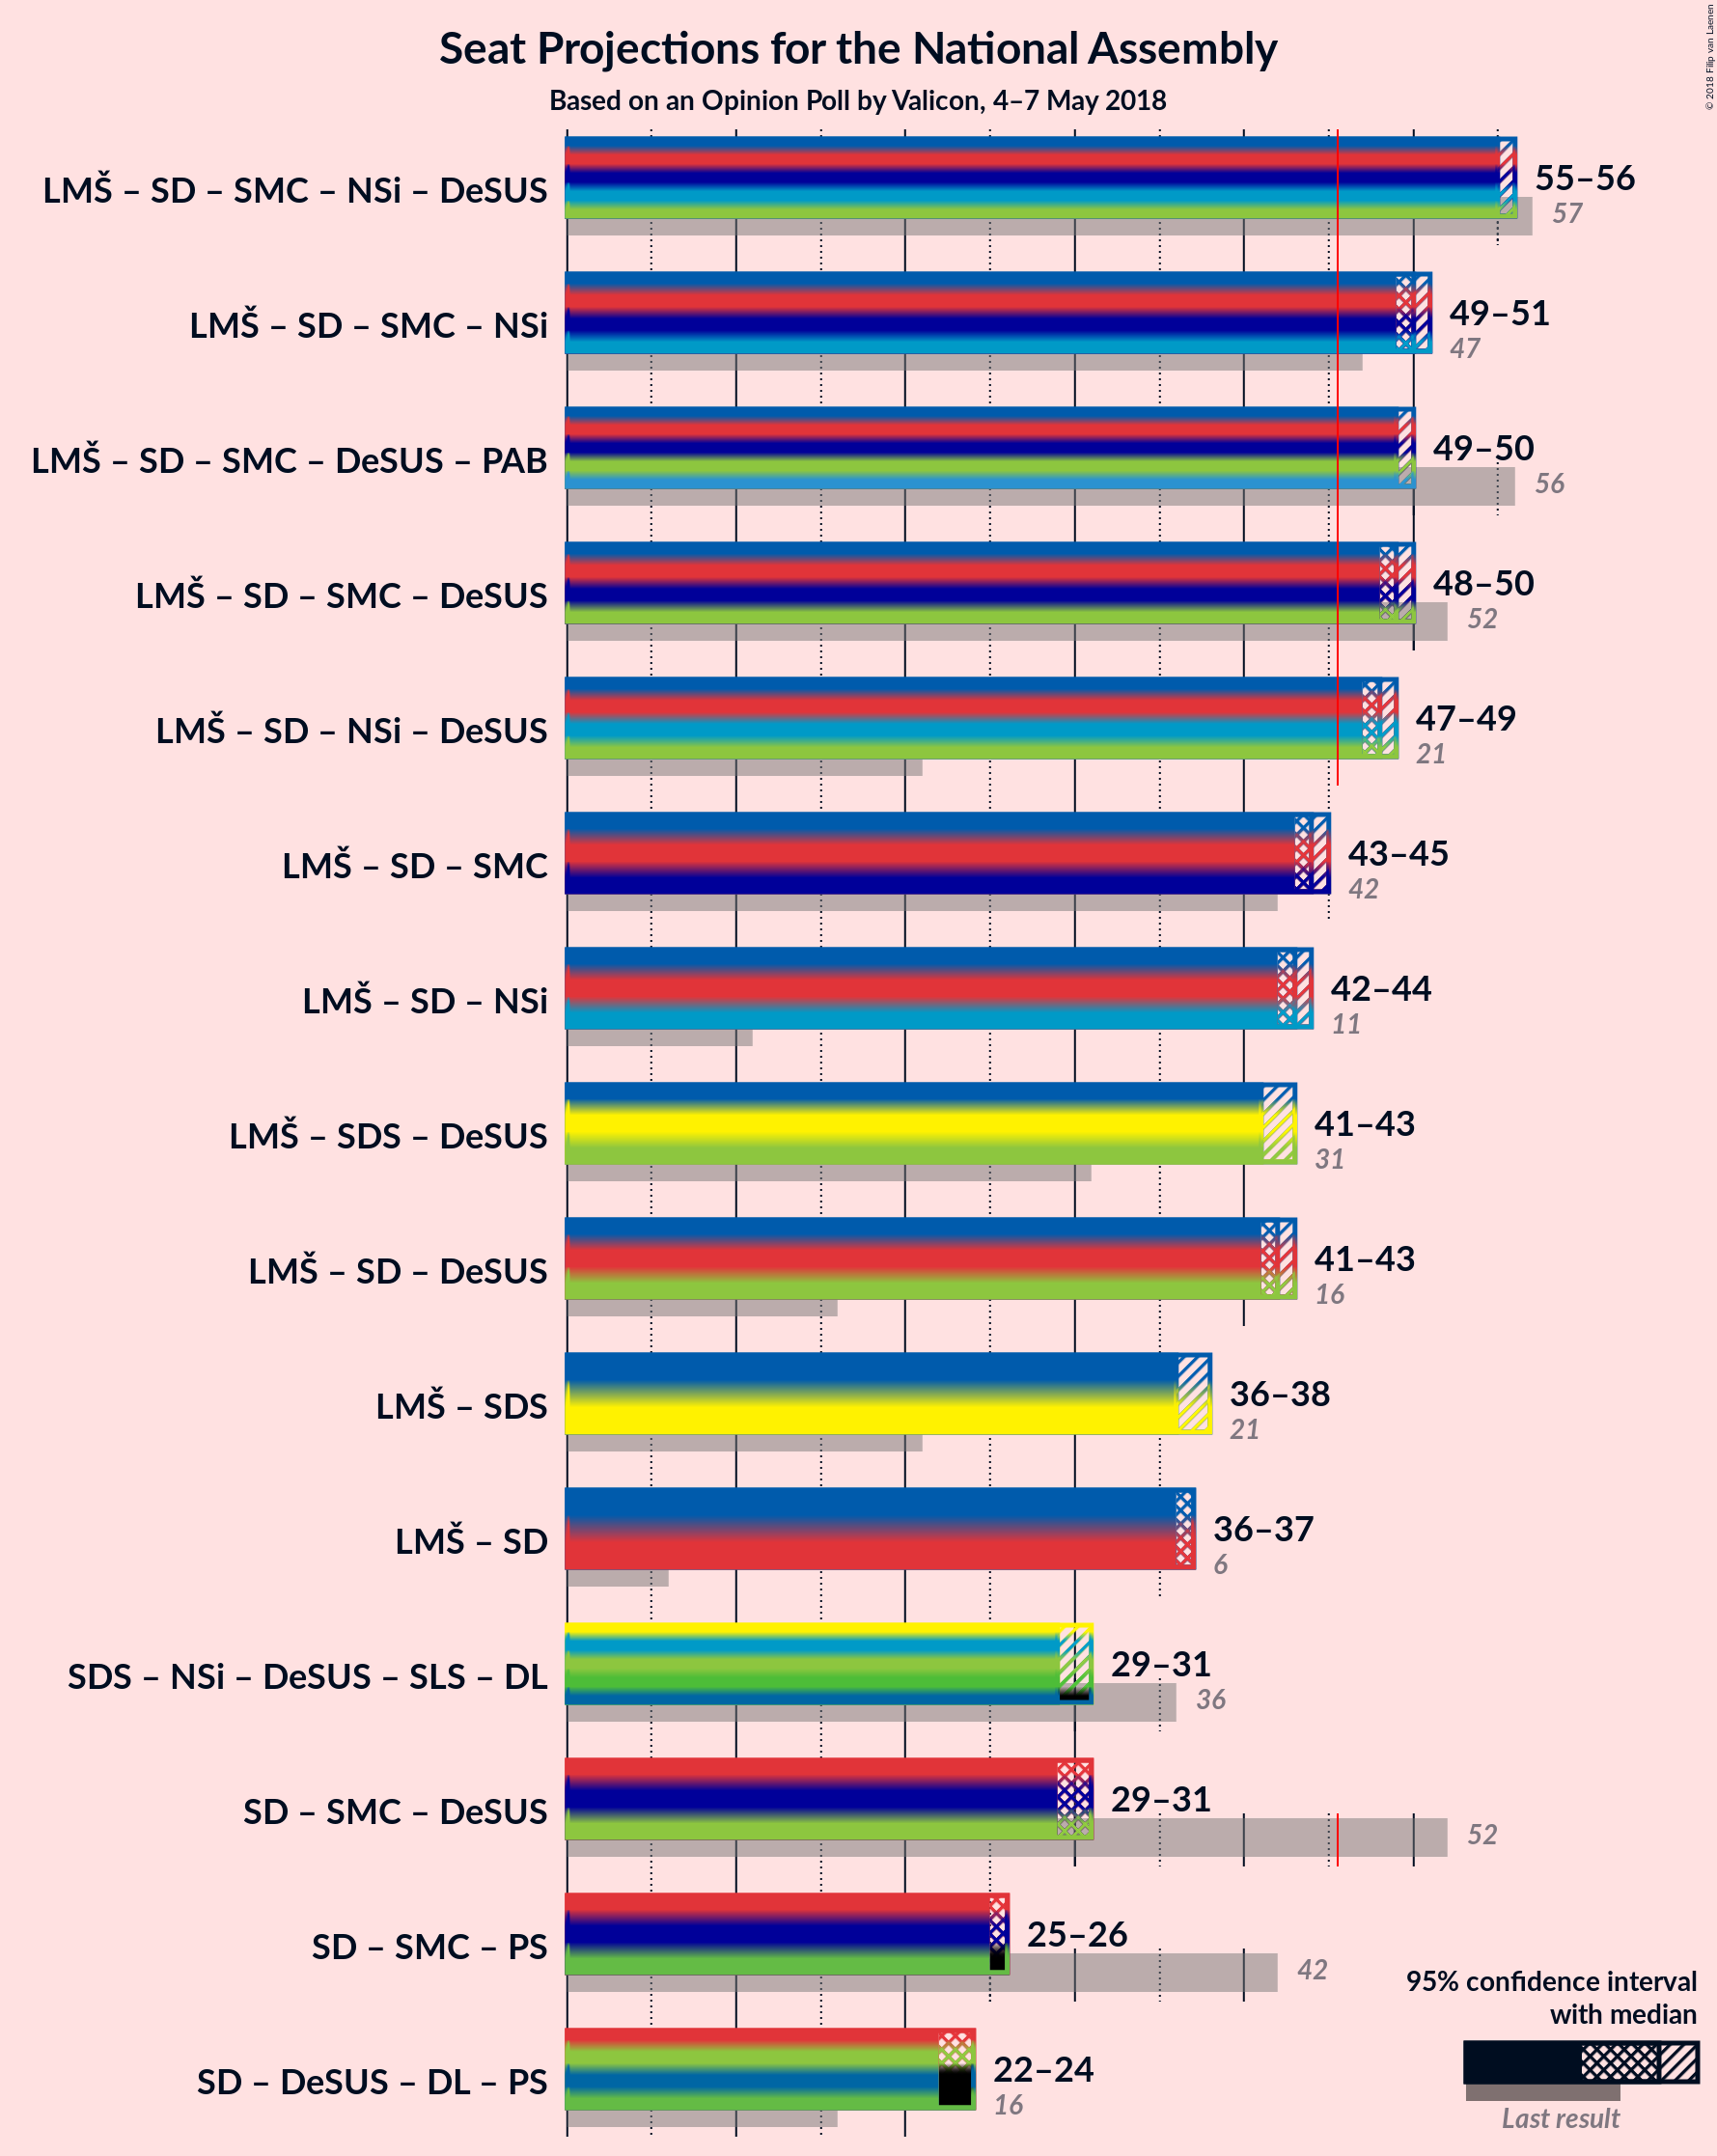 Seat Projections for the National Assembly
Based on an Opinion Poll by Valicon, 4–7 May 2018
© 2018 Filip van Laenen
LMŠ – SD – SMC – NSi – DeSUS
55–56
57
LMŠ – SD – SMC – NSi
49–51
47
LMŠ – SD – SMC – DeSUS – PAB
49–50
56
LMŠ – SD – SMC – DeSUS
48–50
52
LMŠ – SD – NSi – DeSUS
47–49
21
LMŠ – SD – SMC
43–45
42
LMŠ – SD – NSi
42–44
11
LMŠ – SDS – DeSUS
41–43
31
LMŠ – SD – DeSUS
41–43
16
LMŠ – SDS
36–38
21
LMŠ – SD
36–37
6
SDS – NSi – DeSUS – SLS – DL
29–31
36
SD – SMC – DeSUS
29–31
52
SD – SMC – PS
25–26
42
SD – DeSUS – DL – PS
22–24
16
95% confidence interval
with median
Last result